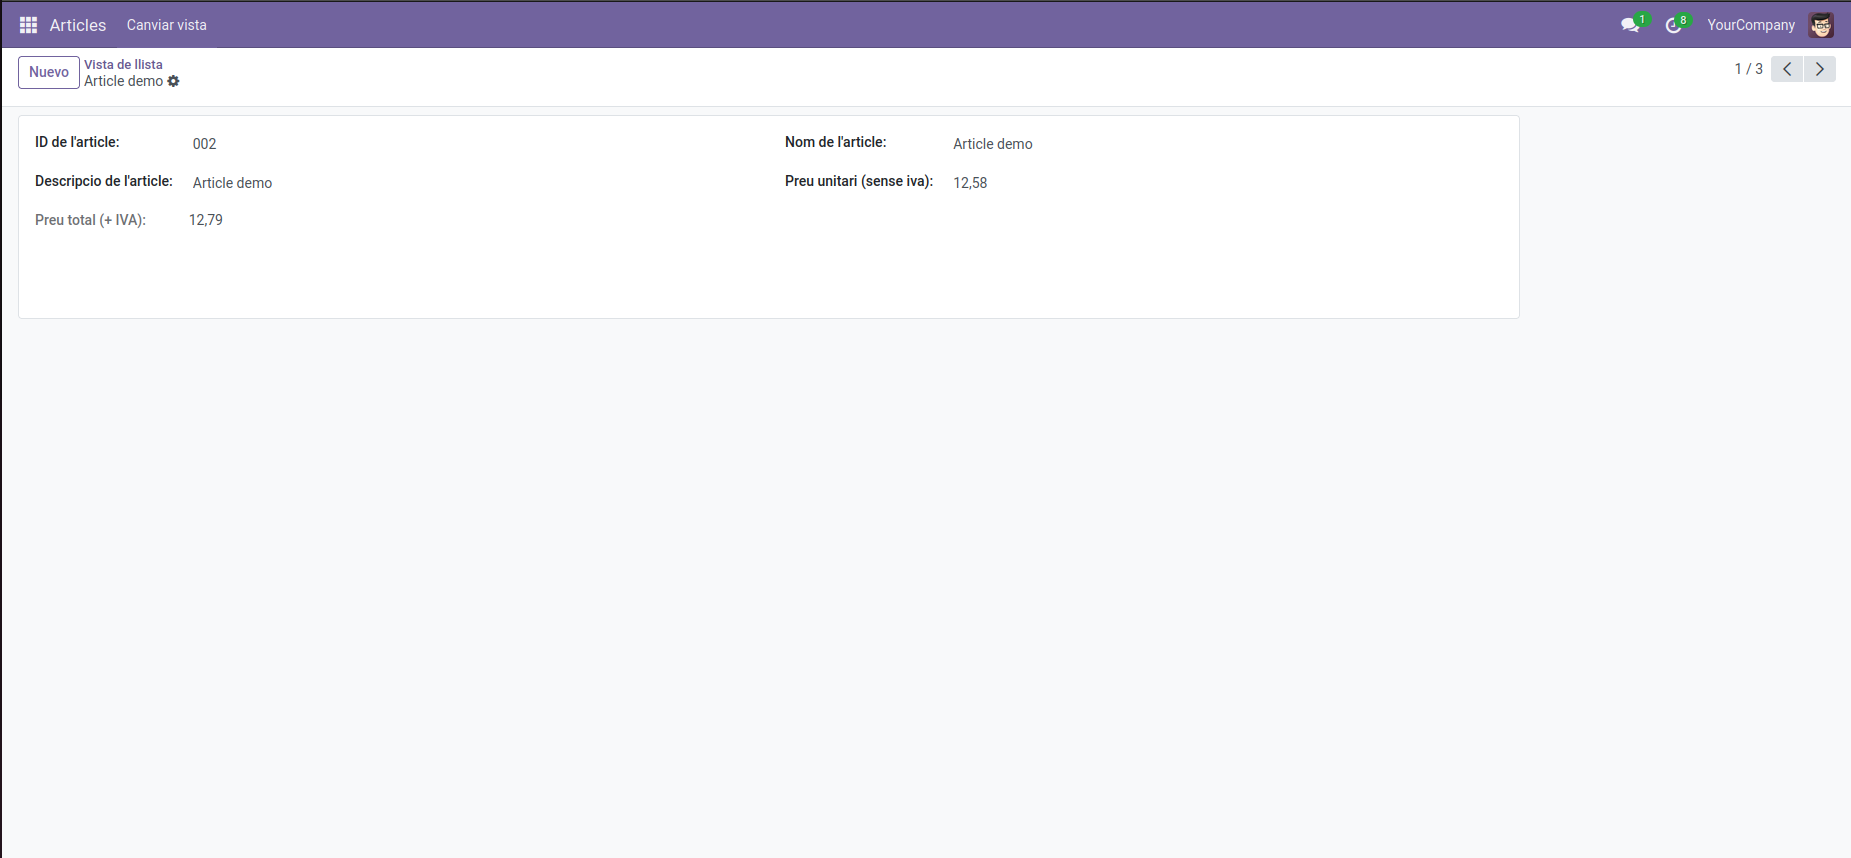 Articles Canviar vista 1 8 YourCompany
Nuevo Vista de llista
Article demo 1 / 3
ID de l'article: 002 Nom de l'article: Article demo
Descripcio de l'article: Article demo Preu unitari (sense iva): 12,58
Preu total (+ IVA): 12,79